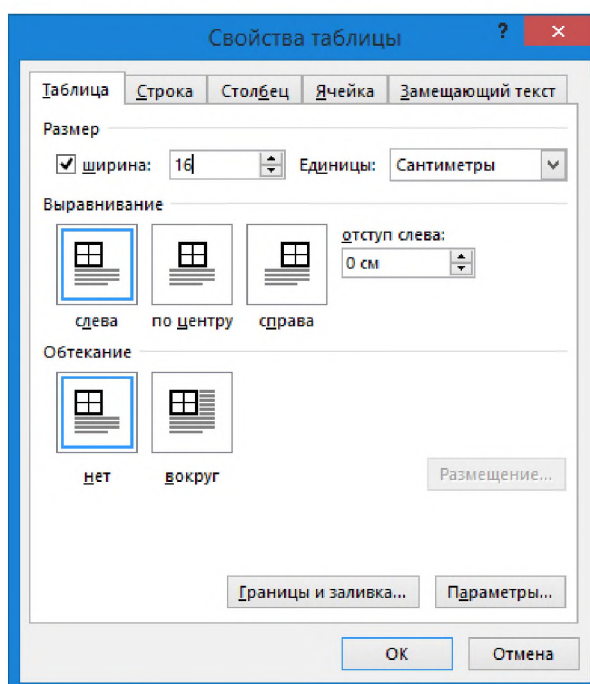 Свойства таблицы ? ×
Таблица Строка Столбец Ячейка Замещающий текст
Размер
ширина: 16 Единицы: Сантиметры
Выравнивание
отступ слева:
0 см
слева по центру справа
Обтекание
нет вокруг
Размещение...
Границы и заливка... Параметры...
ОК Отмена